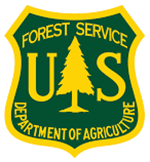 FOREST SERVICE
U S
DEPARTMENT OF AGRICULTURE